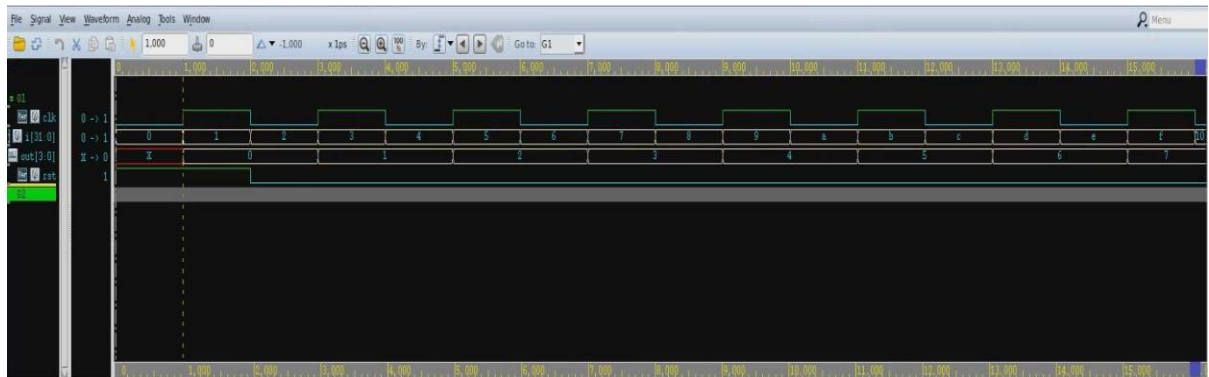 File Signal View Waveform Analog Tools Window Menu
1,000 0 -1,000 x 1ps 100 % By: Go to: G1
0 1,000 2,000 3,000 4,000 5,000 6,000 7,000 8,000 9,000 10,000 11,000 12,000 13,000 14,000 15,000
G1
clk 0 -> 1
i[31:0] 0 -> 1 0 1 2 3 4 5 6 7 8 9 a b c d e f 10
out[3:0] X -> 0 X 0 1 2 3 4 5 6 7
rst 1
G2
0 1,000 2,000 3,000 4,000 5,000 6,000 7,000 8,000 9,000 10,000 11,000 12,000 13,000 14,000 15,000